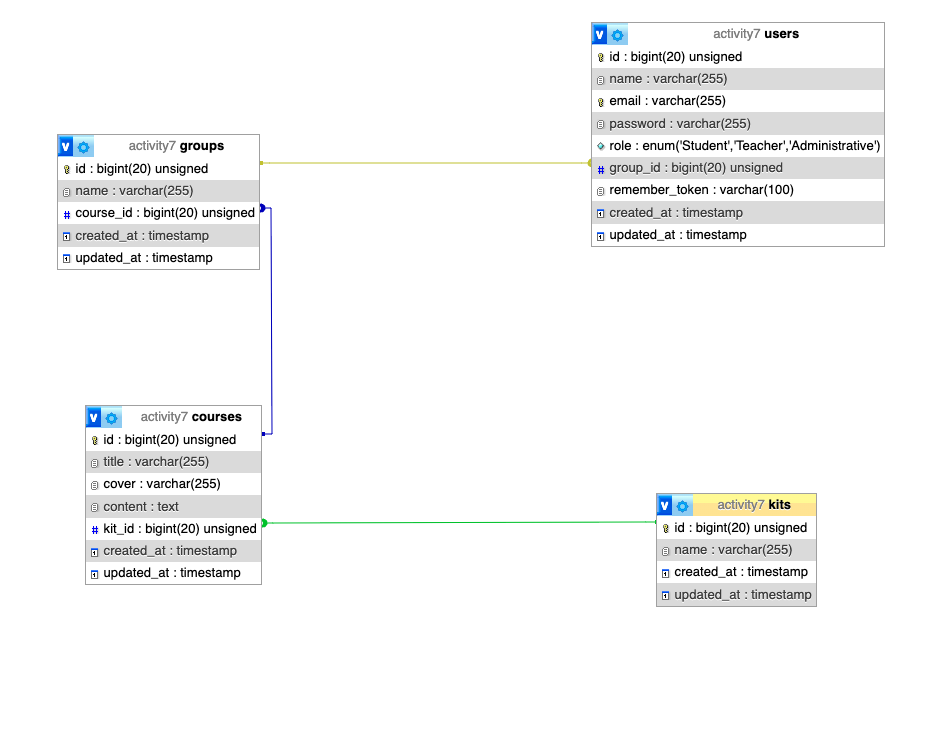 activity7 users
id : bigint(20) unsigned
name : varchar(255)
email : varchar(255)
password : varchar(255)
role : enum('Student','Teacher','Administrative')
group_id : bigint(20) unsigned
remember_token : varchar(100)
created_at : timestamp
updated_at : timestamp
activity7 groups
id : bigint(20) unsigned
name : varchar(255)
course_id : bigint(20) unsigned
created_at : timestamp
updated_at : timestamp
activity7 courses
id : bigint(20) unsigned
title : varchar(255)
cover : varchar(255)
content : text
kit_id : bigint(20) unsigned
created_at : timestamp
updated_at : timestamp
activity7 kits
id : bigint(20) unsigned
name : varchar(255)
created_at : timestamp
updated_at : timestamp